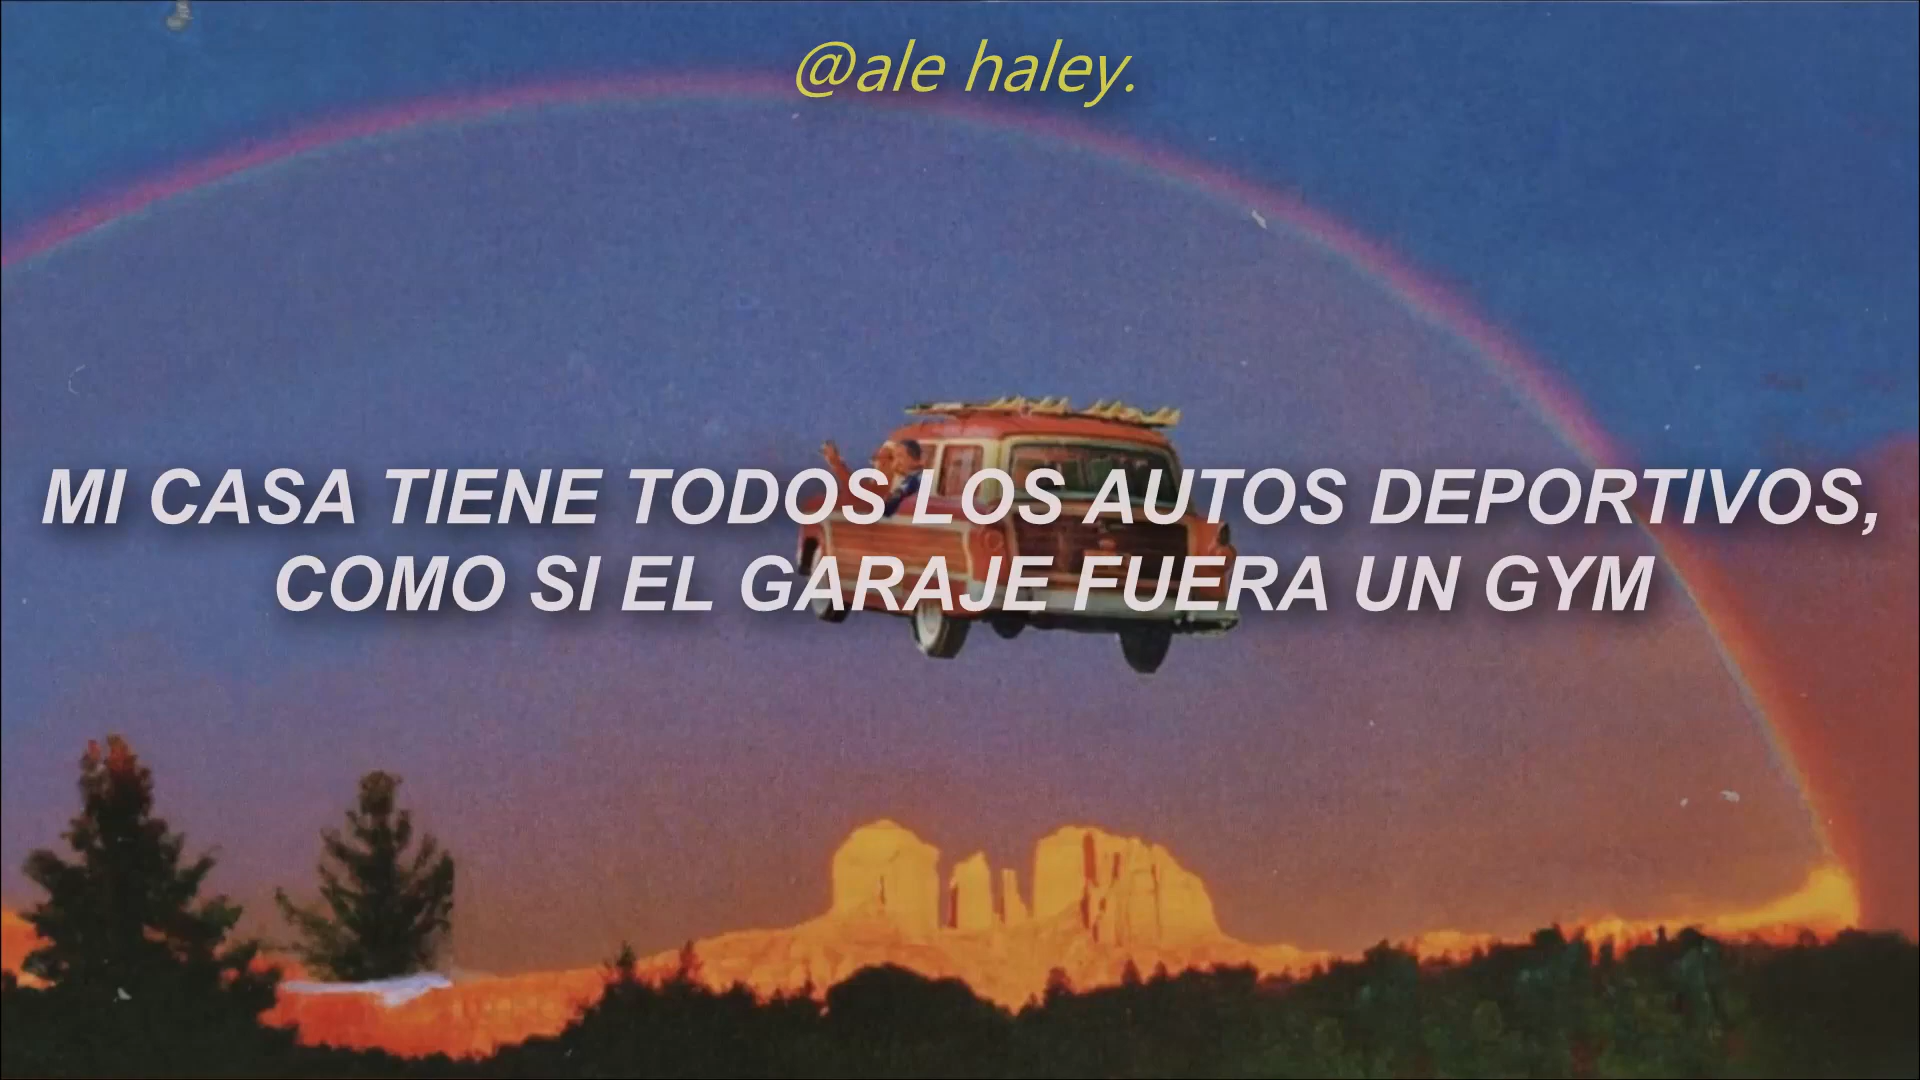 @ale haley.
MI CASA TIENE TODOS LOS AUTOS DEPORTIVOS,
COMO SI EL GARAJE FUERA UN GYM